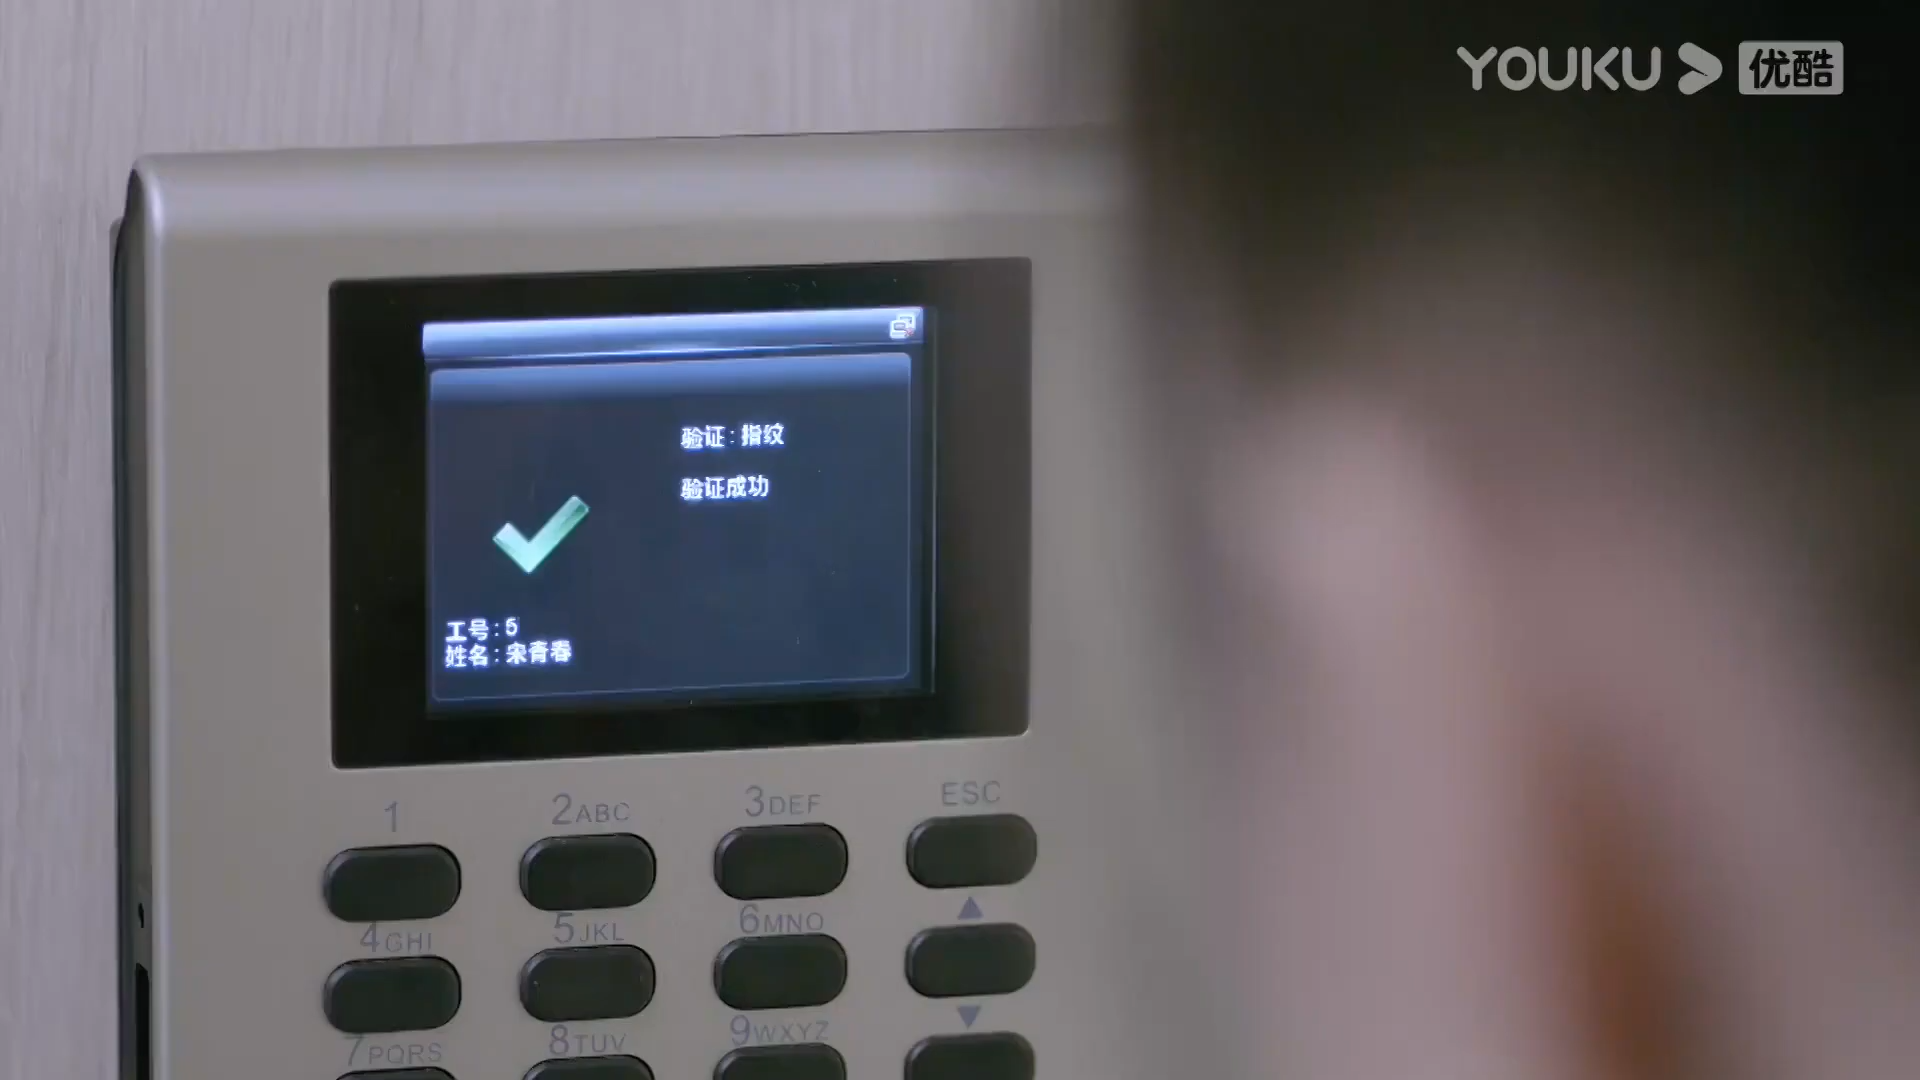 YOUKU 优酷
验证:指纹
验证成功
工号:5
姓名:宋青春
1 2ABC 3DEF ESC
4GHI 5JKL 6MNO
7PQRS 8TUV 9WXYZ